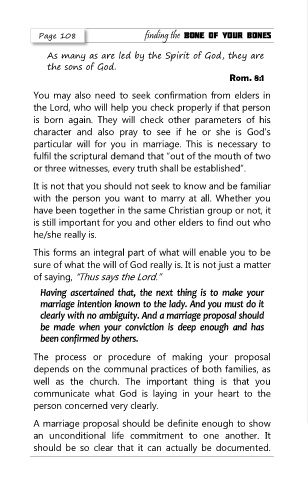 Page 108
finding the BONE OF YOUR BONES
As many as are led by the Spirit of God, they are
the sons of God.
Rom. 8:1
You may also need to seek confirmation from elders in
the Lord, who will help you check properly if that person
is born again. They will check other parameters of his
character and also pray to see if he or she is God's
particular will for you in marriage. This is necessary to
fulfil the scriptural demand that "out of the mouth of two
or three witnesses, every truth shall be established".
It is not that you should not seek to know and be familiar
with the person you want to marry at all. Whether you
have been together in the same Christian group or not, it
is still important for you and other elders to find out who
he/she really is.
This forms an integral part of what will enable you to be
sure of what the will of God really is. It is not just a matter
of saying, "Thus says the Lord."
Having ascertained that, the next thing is to make your
marriage intention known to the lady. And you must do it
clearly with no ambiguity. And a marriage proposal should
be made when your conviction is deep enough and has
been confirmed by others.
The process or procedure of making your proposal
depends on the communal practices of both families, as
well as the church. The important thing is that you
communicate what God is laying in your heart to the
person concerned very clearly.
A marriage proposal should be definite enough to show
an unconditional life commitment to one another. It
should be so clear that it can actually be documented.